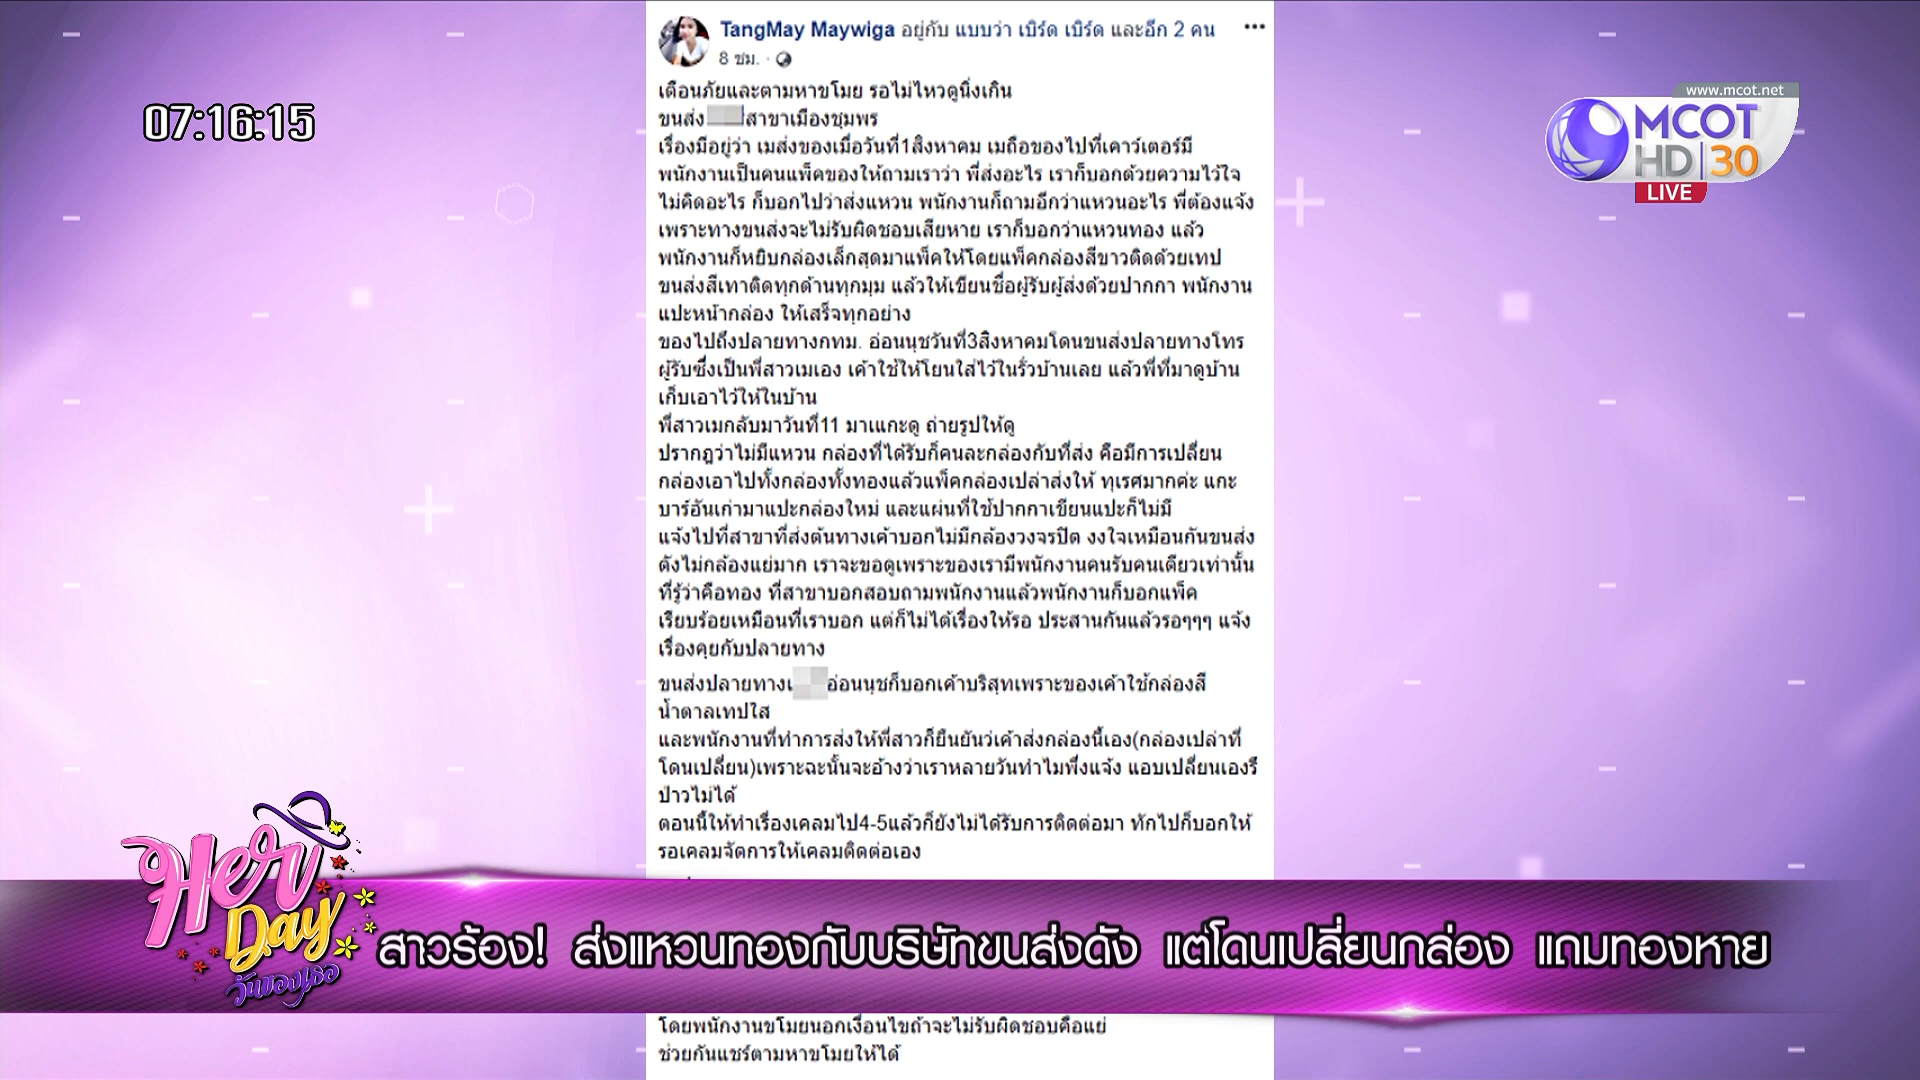 TangMay Maywiga อยู่กับ แบบว่า เบิร์ด เบิร์ด และอีก 2 คน
8 ชม.
07:16:15
www.mcot.net
MCOT
HD 30
LIVE
เตือนภัยและตามหาขโมย รอไม่ไหวดูนิ่งเกิน
ขนส่ง สาขาเมืองชุมพร
เรื่องมีอยู่ว่า เมส่งของเมื่อวันที่1สิงหาคม เมถือของไปที่เคาว์เตอร์มี
พนักงานเป็นคนแพ็คของให้ถามเราว่า พี่ส่งอะไร เราก็บอกด้วยความไว้ใจ
ไม่คิดอะไร ก็บอกไปว่าส่งแหวน พนักงานก็ถามอีกว่าแหวนอะไร พี่ต้องแจ้ง
เพราะทางขนส่งจะไม่รับผิดชอบเสียหาย เราก็บอกว่าแหวนทอง แล้ว
พนักงานก็หยิบกล่องเล็กสุดมาแพ็คให้โดยแพ็คกล่องสีขาวติดด้วยเทป
ขนส่งสีเทาติดทุกด้านทุกมุม แล้วให้เขียนชื่อผู้รับผู้ส่งด้วยปากกา พนักงาน
แปะหน้ากล่อง ให้เสร็จทุกอย่าง
ของไปถึงปลายทางกทม. อ่อนนุชวันที่3สิงหาคมโดนขนส่งปลายทางโทร
ผู้รับซึ่งเป็นพี่สาวเมเอง เค้าใช้ให้โยนใส่ไว้ในรั้วบ้านเลย แล้วพี่ที่มาดูบ้าน
เก็บเอาไว้ให้ในบ้าน
พี่สาวเมกลับมาวันที่11 มาแกะดู ถ่ายรูปให้ดู
ปรากฏว่าไม่มีแหวน กล่องที่ได้รับก็คนละกล่องกับที่ส่ง คือมีการเปลี่ยน
กล่องเอาไปทั้งกล่องทั้งทองแล้วแพ็คกล่องเปล่าส่งให้ ทุเรศมากค่ะ แกะ
บาร์อันเก่ามาแปะกล่องใหม่ และแผ่นที่ใช้ปากกาเขียนแปะก็ไม่มี
แจ้งไปที่สาขาที่ส่งต้นทางเค้าบอกไม่มีกล้องวงจรปิด งงใจเหมือนกันขนส่ง
ดังไม่กล้องแย่มาก เราจะขอดูเพราะของเรามีพนักงานคนรับคนเดียวเท่านั้น
ที่รู้ว่าคือทอง ที่สาขาบอกสอบถามพนักงานแล้วพนักงานก็บอกแพ็ค
เรียบร้อยเหมือนที่เราบอก แต่ก็ไม่ได้เรื่องให้รอ ประสานกันแล้วรอๆๆๆ แจ้ง
เรื่องคุยกับปลายทาง
ขนส่งปลายทาง อ่อนนุชก็บอกเค้าบริสุทเพราะของเค้าใช้กล่องสี
น้ำตาลเทปใส
และพนักงานที่ทำการส่งให้พี่สาวก็ยืนยันว่เค้าส่งกล่องนี้เอง(กล่องเปล่าที่
โดนเปลี่ยน)เพราะฉะนั้นจะอ้างว่าเราหลายวันทำไมพึ่งแจ้ง แอบเปลี่ยนเองรึ
ป่าวไม่ได้
ตอนนี้ให้ทำเรื่องเคลมไป4-5แล้วก็ยังไม่ได้รับการติดต่อมา ทักไปก็บอกให้
รอเคลมจัดการให้เคลมติดต่อเอง
Her
Day
วันของเธอ
สาวร้อง! ส่งแหวนทองกับบริษัทขนส่งดัง แต่โดนเปลี่ยนกล่อง แถมทองหาย
โดยพนักงานขโมยนอกเงื่อนไขถ้าจะไม่รับผิดชอบคือแย่
ช่วยกันแชร์ตามหาขโมยให้ได้